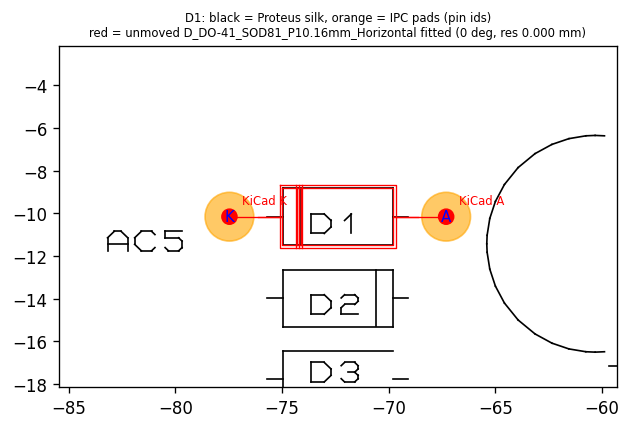 D1: black = Proteus silk, orange = IPC pads (pin ids)
red = unmoved D_DO-41_SOD81_P10.16mm_Horizontal fitted (0 deg, res 0.000 mm)
−4
−6
−8
KiCad K
KiCad A
−10
K
D1
A
AC5
−12
−14
D2
−16
D3
−18
−85
−80
−75
−70
−65
−60